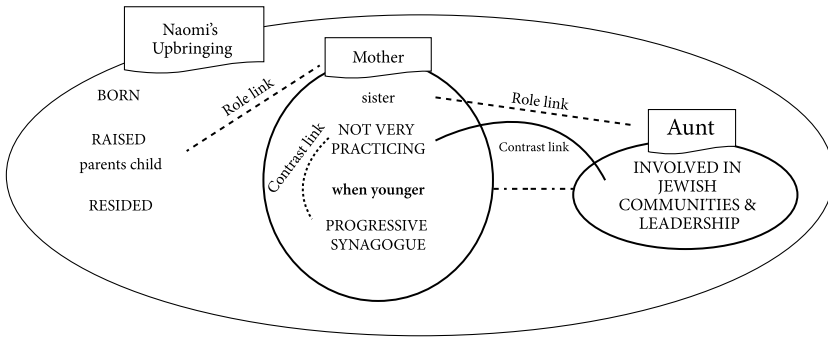 Naomi's
Upbringing
BORN
RAISED
parents child
RESIDED
Role link
Mother
sister
NOT VERY
PRACTICING
Contrast link
when younger
PROGRESSIVE
SYNAGOGUE
Role link
Contrast link
Aunt
INVOLVED IN
JEWISH
COMMUNITIES &
LEADERSHIP